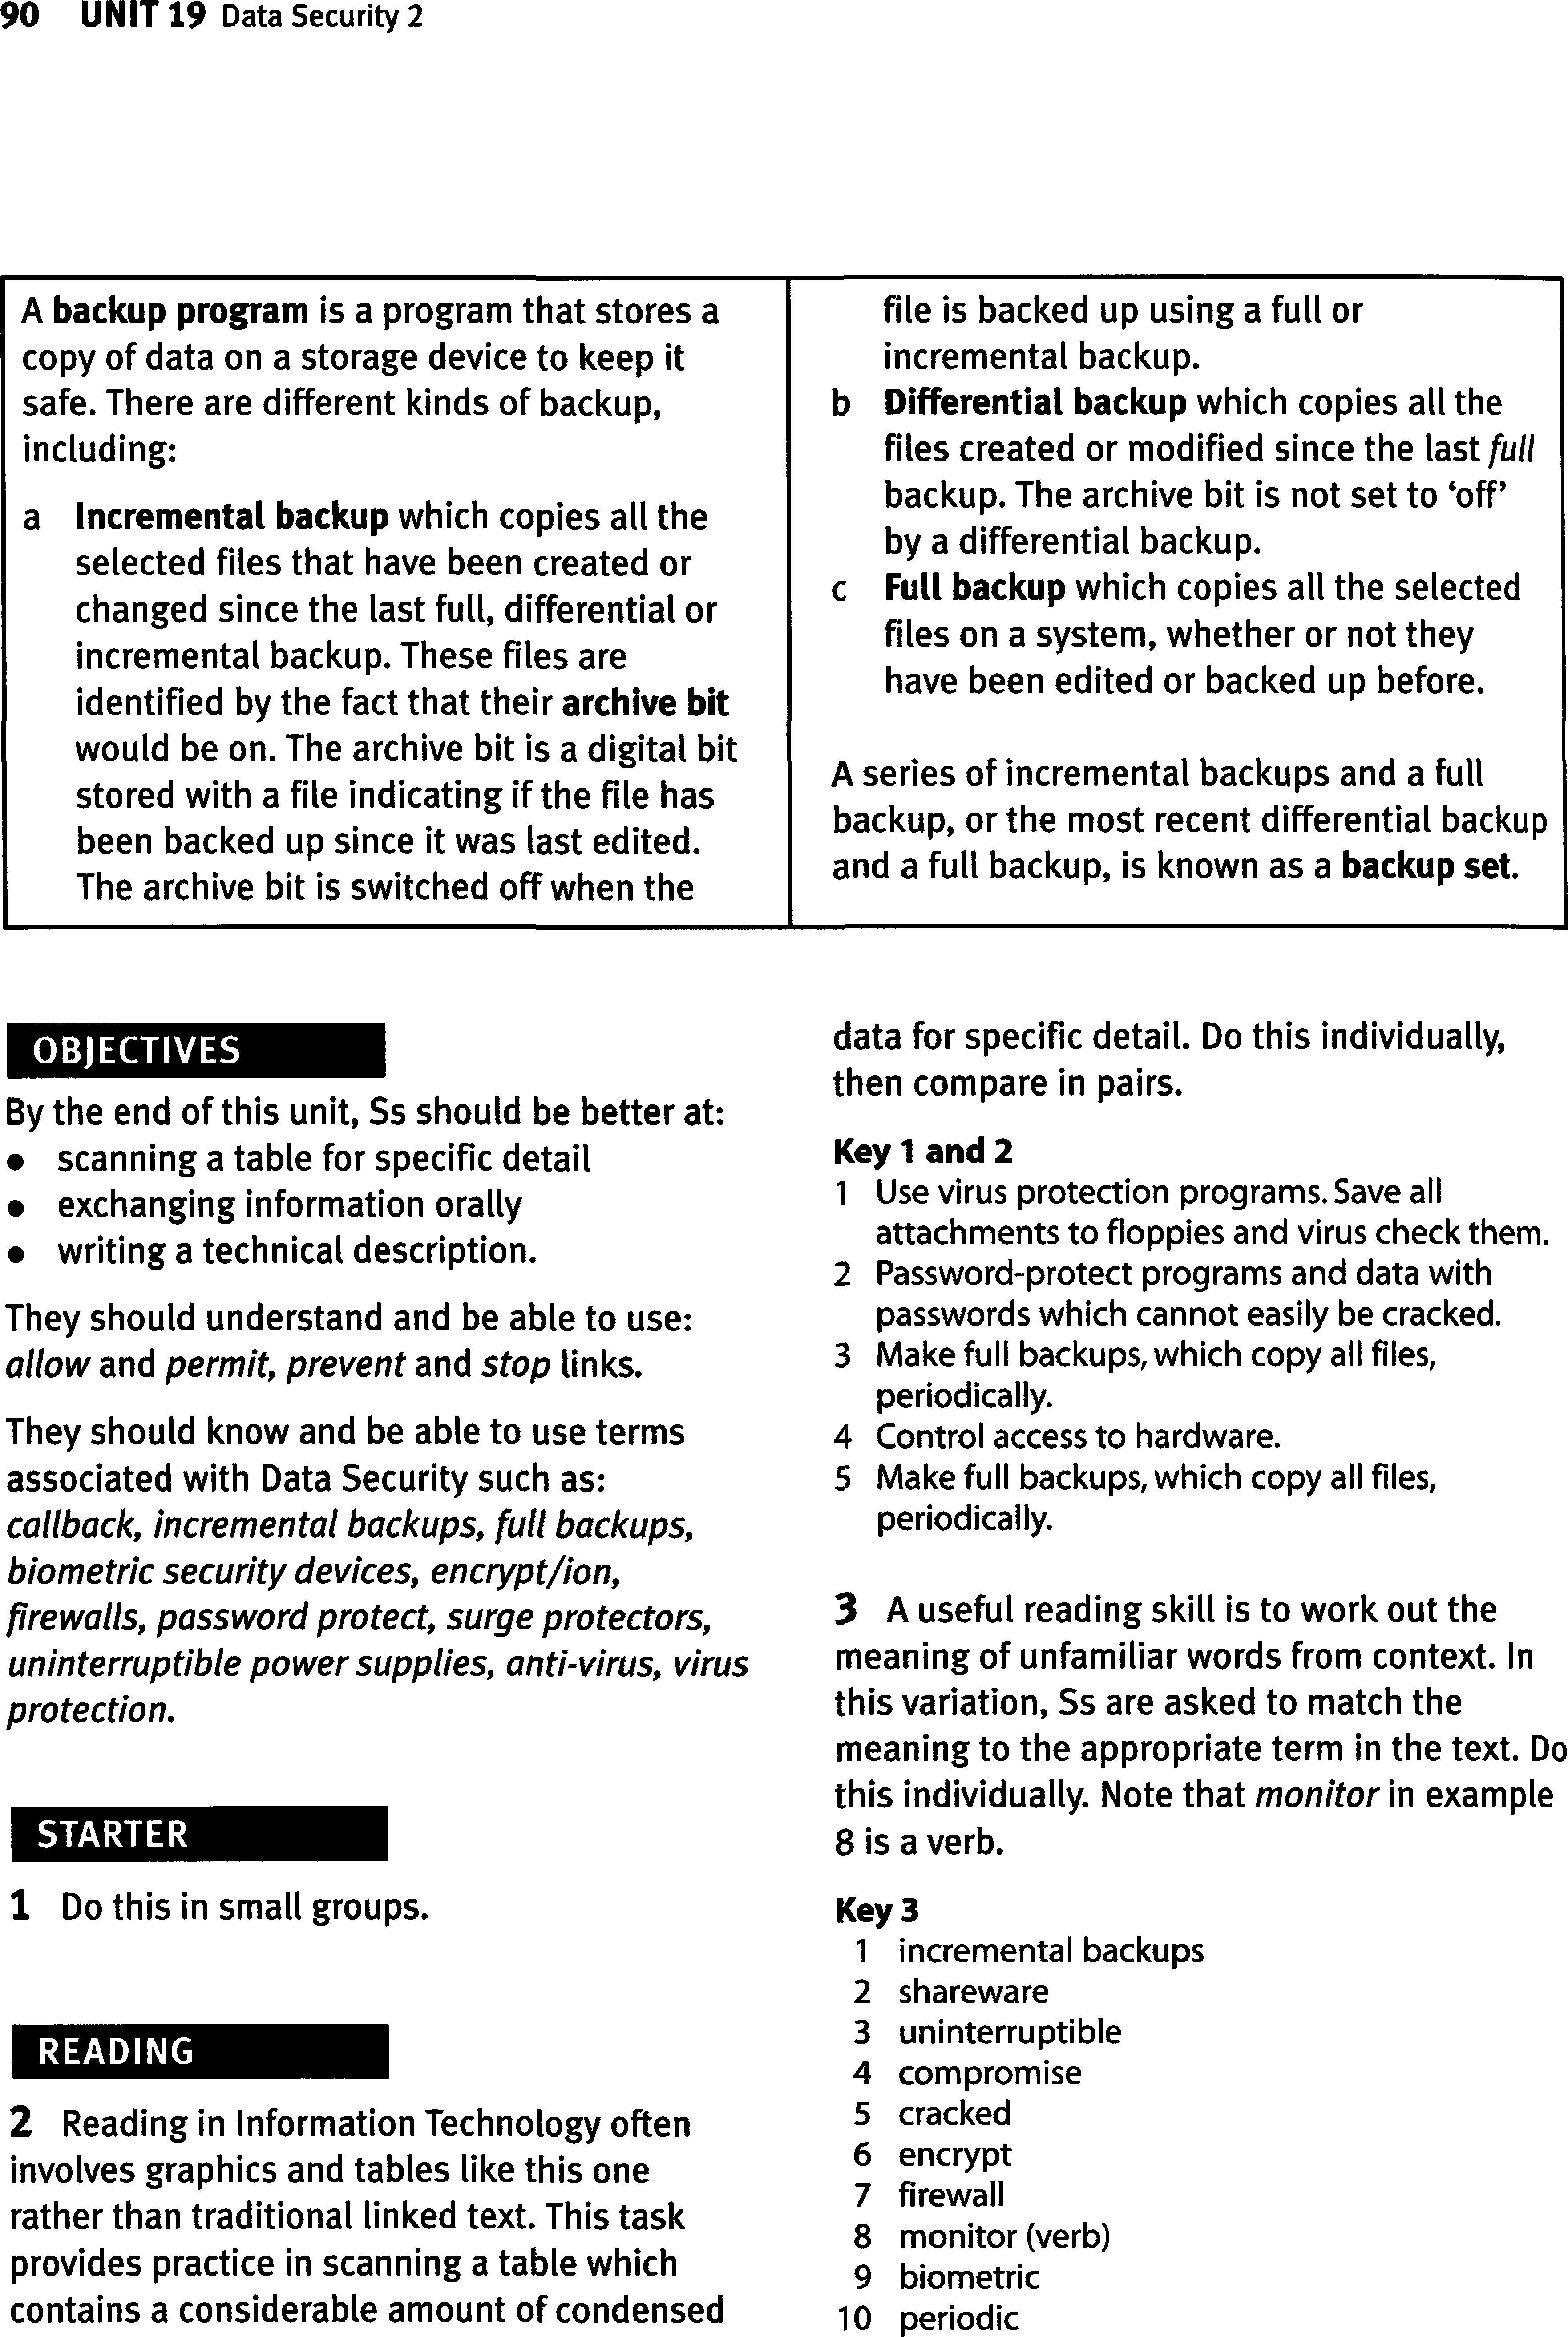 90 UNIT 19 Data Security 2
A backup program is a program that stores a
copy of data on a storage device to keep it
safe. There are different kinds of backup,
including:
a Incremental backup which copies all the
selected files that have been created or
changed since the last full, differential or
incremental backup. These files are
identified by the fact that their archive bit
would be on. The archive bit is a digital bit
stored with a file indicating if the file has
been backed up since it was last edited.
The archive bit is switched off when the
file is backed up using a full or
incremental backup.
b Differential backup which copies all the
files created or modified since the last full
backup. The archive bit is not set to ‘off’
by a differential backup.
c Full backup which copies all the selected
files on a system, whether or not they
have been edited or backed up before.
A series of incremental backups and a full
backup, or the most recent differential backup
and a full backup, is known as a backup set.
OBJECTIVES
By the end of this unit, Ss should be better at:
• scanning a table for specific detail
• exchanging information orally
• writing a technical description.
They should understand and be able to use:
allow and permit, prevent and stop links.
They should know and be able to use terms
associated with Data Security such as:
callback, incremental backups, full backups,
biometric security devices, encrypt/ion,
firewalls, password protect, surge protectors,
uninterruptible power supplies, anti-virus, virus
protection.
STARTER
1 Do this in small groups.
READING
2 Reading in Information Technology often
involves graphics and tables like this one
rather than traditional linked text. This task
provides practice in scanning a table which
contains a considerable amount of condensed
data for specific detail. Do this individually,
then compare in pairs.
Key 1 and 2
1 Use virus protection programs. Save all
attachments to floppies and virus check them.
2 Password-protect programs and data with
passwords which cannot easily be cracked.
3 Make full backups, which copy all files,
periodically.
4 Control access to hardware.
5 Make full backups, which copy all files,
periodically.
3 A useful reading skill is to work out the
meaning of unfamiliar words from context. In
this variation, Ss are asked to match the
meaning to the appropriate term in the text. Do
this individually. Note that monitor in example
8 is a verb.
Key 3
1 incremental backups
2 shareware
3 uninterruptible
4 compromise
5 cracked
6 encrypt
7 firewall
8 monitor (verb)
9 biometric
10 periodic